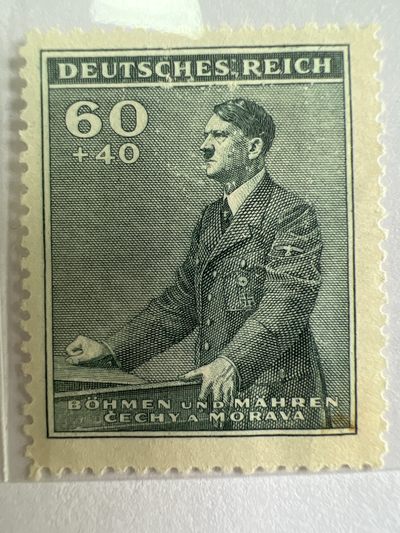 DEUTSCHES REICH
60
+40
BÖHMEN UND MÄHREN
ČECHY A MORAVA